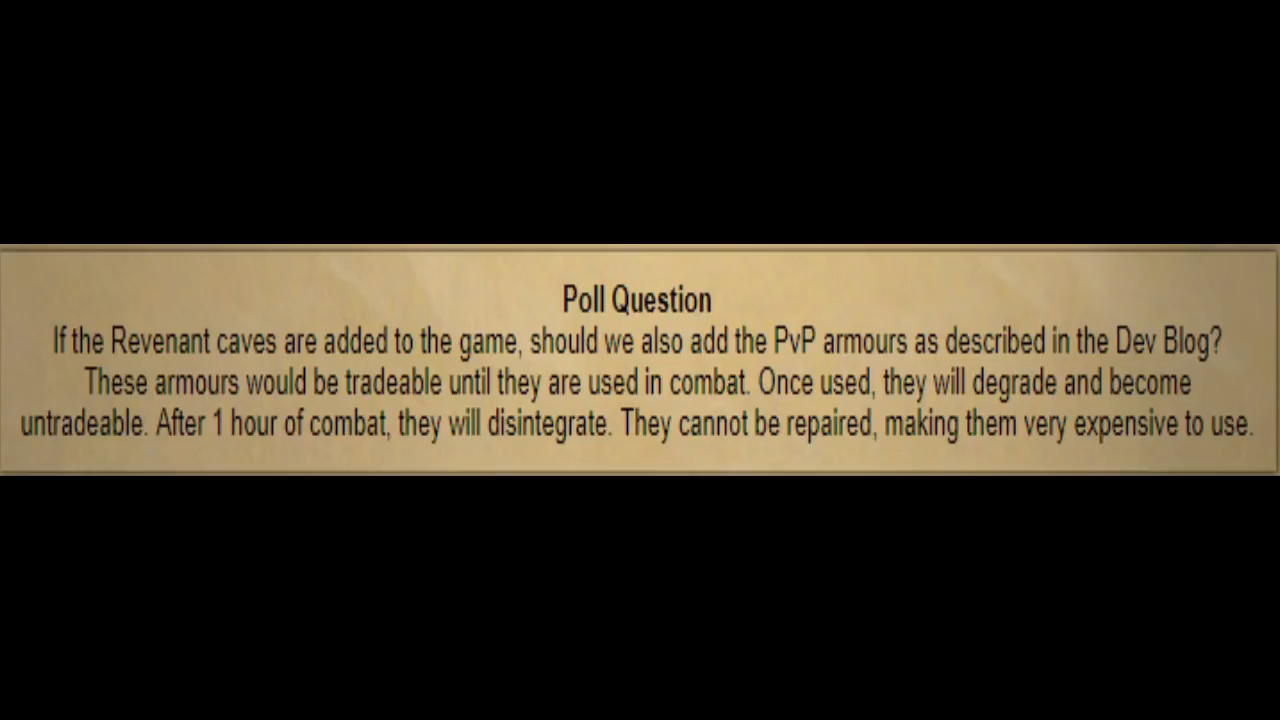 Poll Question
If the Revenant caves are added to the game, should we also add the PvP armours as described in the Dev Blog?
These armours would be tradeable until they are used in combat. Once used, they will degrade and become
untradeable. After 1 hour of combat, they will disintegrate. They cannot be repaired, making them very expensive to use.